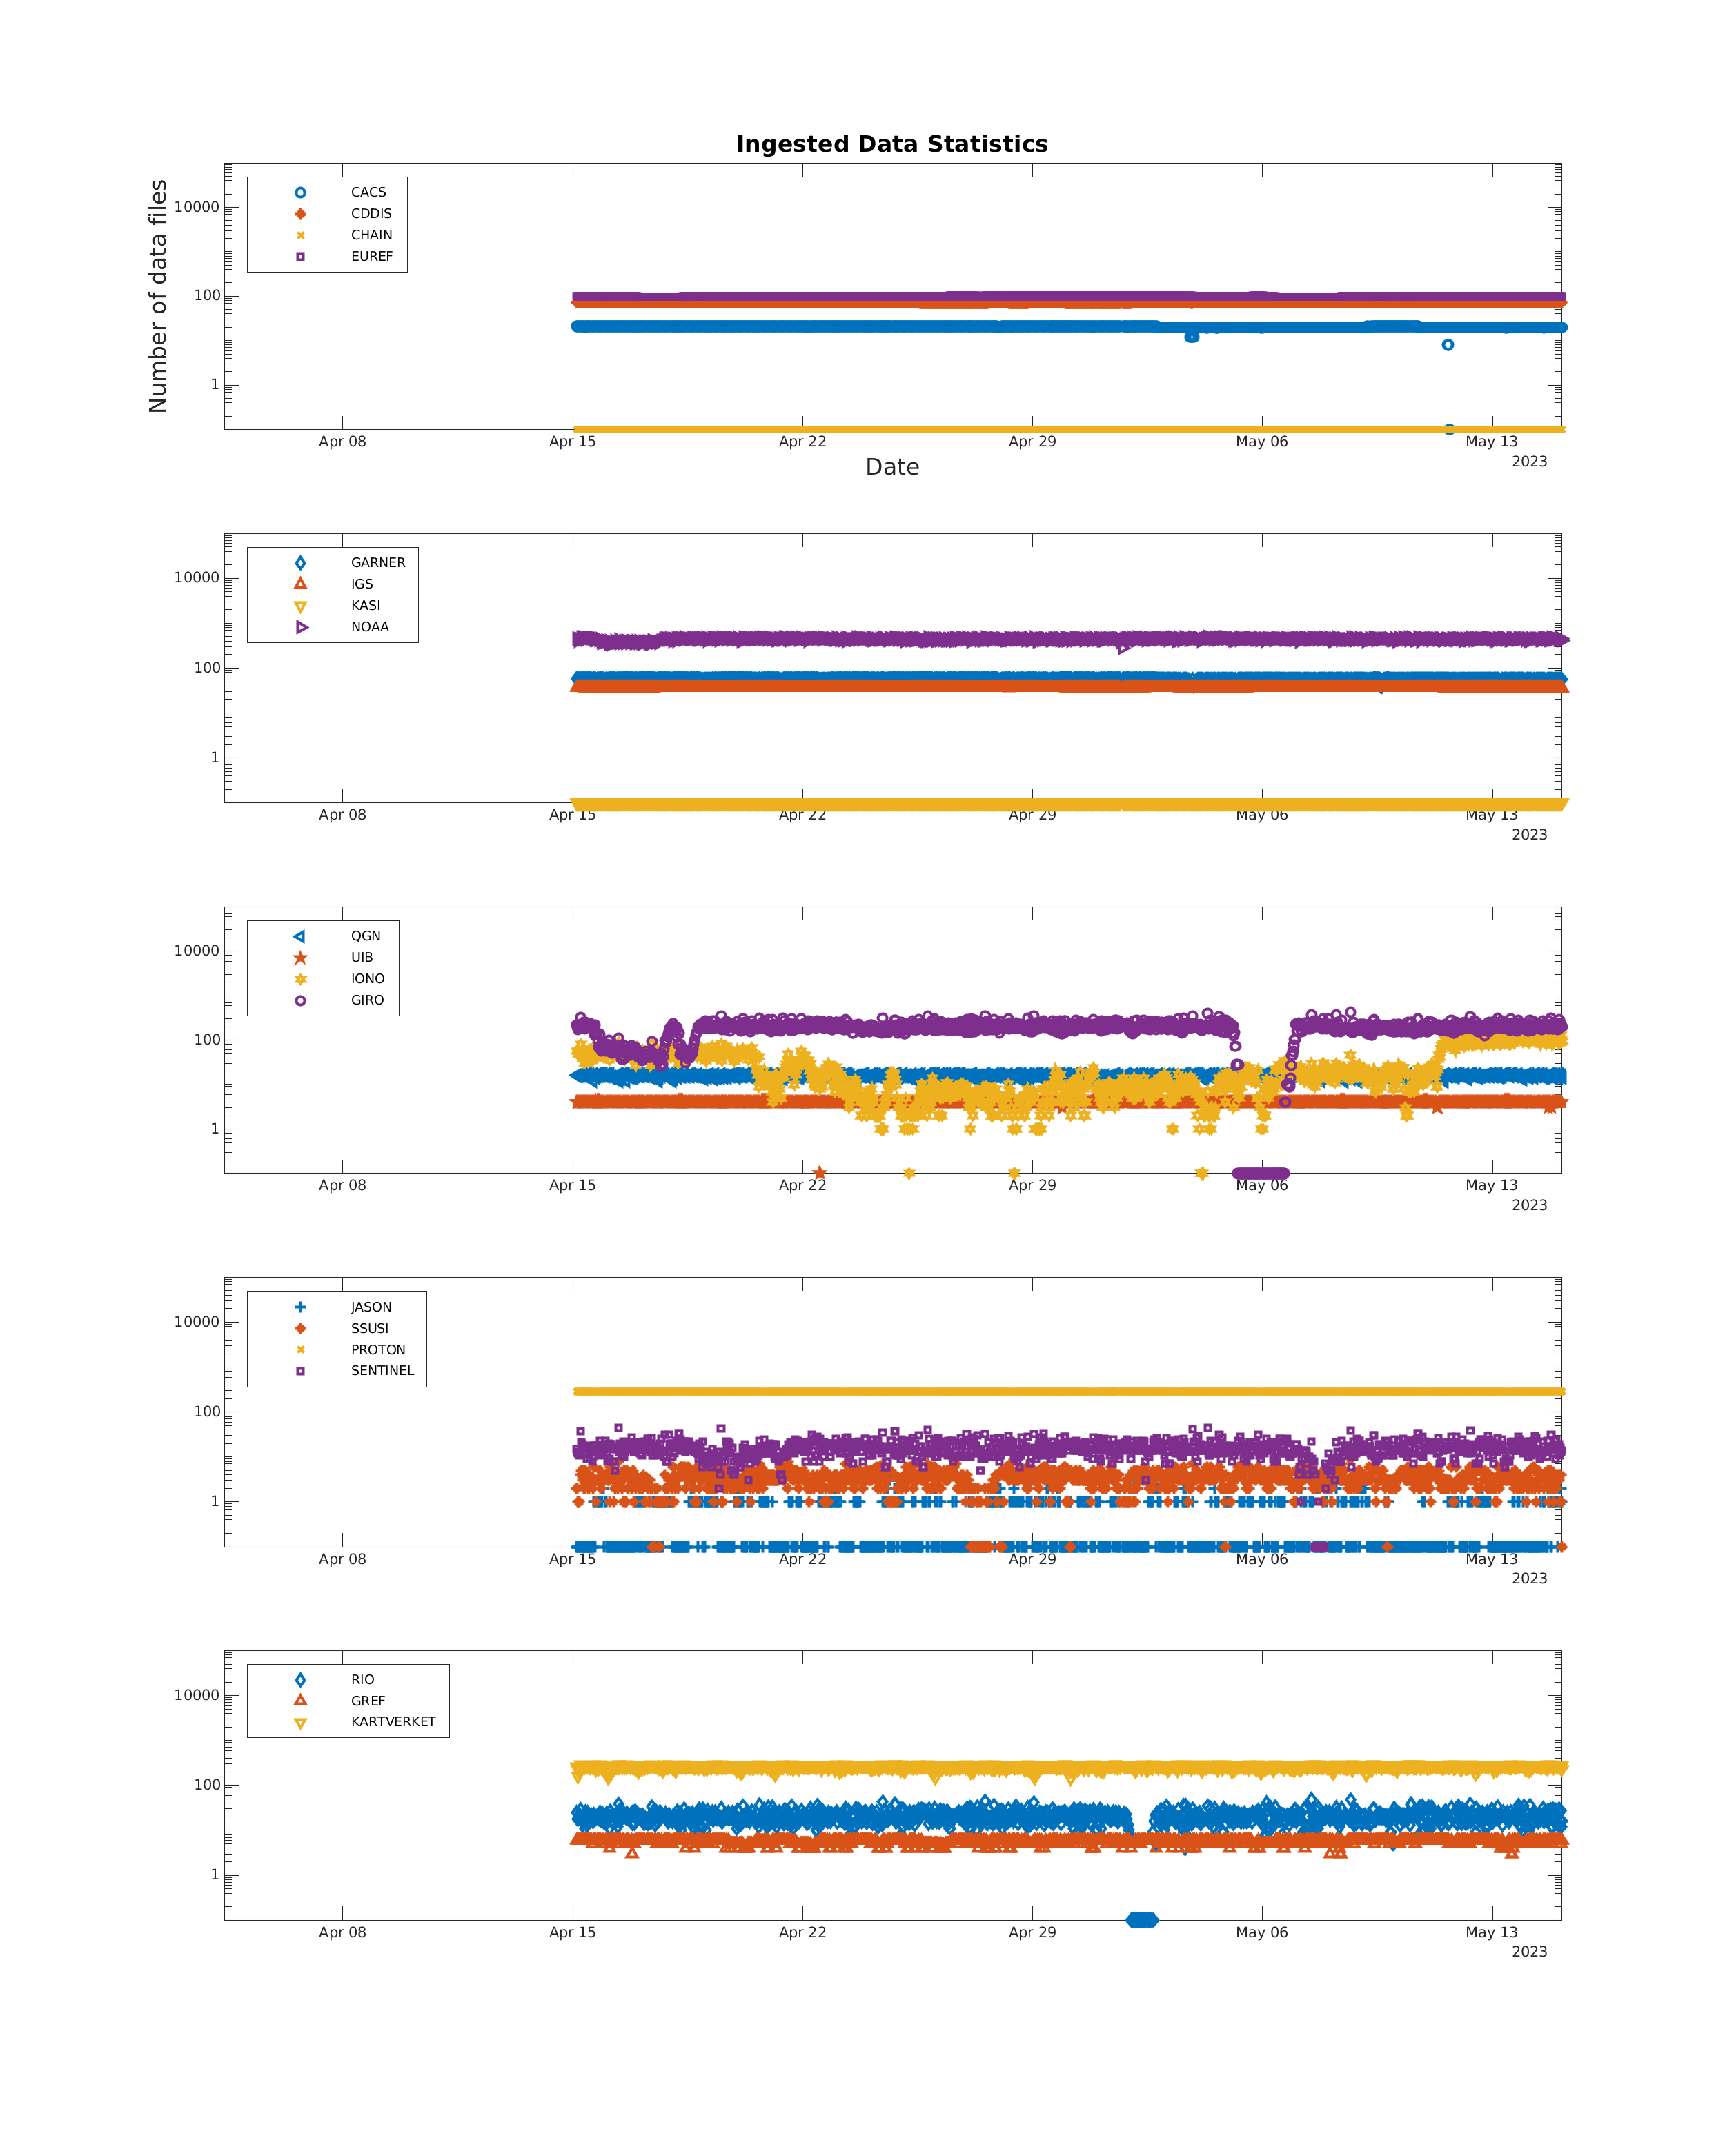 Ingested Data Statistics
Number of data files
10000
100
1
CACS
CDDIS
CHAIN
EUREF
Apr 08 Apr 15 Apr 22 Apr 29 May 06 May 13
2023
Date
10000
100
1
GARNER
IGS
KASI
NOAA
Apr 08 Apr 15 Apr 22 Apr 29 May 06 May 13
2023
10000
100
1
QGN
UIB
IONO
GIRO
Apr 08 Apr 15 Apr 22 Apr 29 May 06 May 13
2023
10000
100
1
JASON
SSUSI
PROTON
SENTINEL
Apr 08 Apr 15 Apr 22 Apr 29 May 06 May 13
2023
10000
100
1
RIO
GREF
KARTVERKET
Apr 08 Apr 15 Apr 22 Apr 29 May 06 May 13
2023